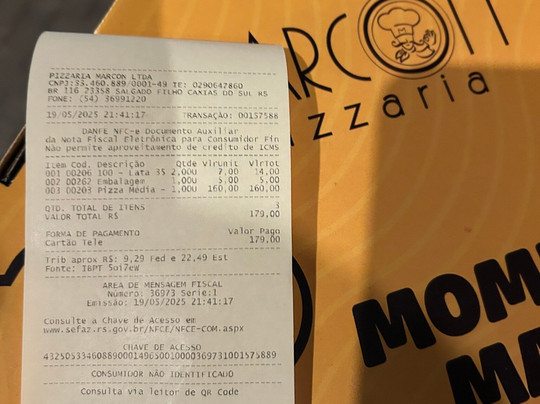 ARCON
pizzaria
PIZZARIA MARCON LTDA
CNPJ:33.460.889/0001-49 IE: 0290647860
BR 116 23358 SALGADO FILHO CAXIAS DO SUL RS
FONE: (54) 36991220
19/05/2025 21:41:17 TRANSAÇÃO: 00157588
DANFE NFC-e Documento Auxiliar
da Nota Fiscal Eletrônica para Consumidor Fin
Não permite aproveitamento de crédito de ICMS
Item Cod. Descrição Qtde Vlrunit VlrTot
001 00206 100 - Lata 35 2,000 7,00 14,00
002 00262 Embalagem 1,000 5,00 5,00
003 00203 Pizza Média - 1,000 160,00 160,00
QTD. TOTAL DE ITENS 3
VALOR TOTAL R$ 179,00
FORMA DE PAGAMENTO Valor Pago
Cartão Tele 179,00
Trib aprox R$: 9,29 Fed e 22,49 Est
Fonte: IBPT 5oi7eW
AREA DE MENSAGEM FISCAL
Número: 36973 Serie:1
Emissão: 19/05/2025 21:41:17
Consulte a Chave de Acesso em
www.sefaz.rs.gov.br/NFCE/NFCE-COM.aspx
CHAVE DE ACESSO
CONSUMIDOR NÃO IDENTIFICADO
Consulta via leitor de QR Code
MOM
MA